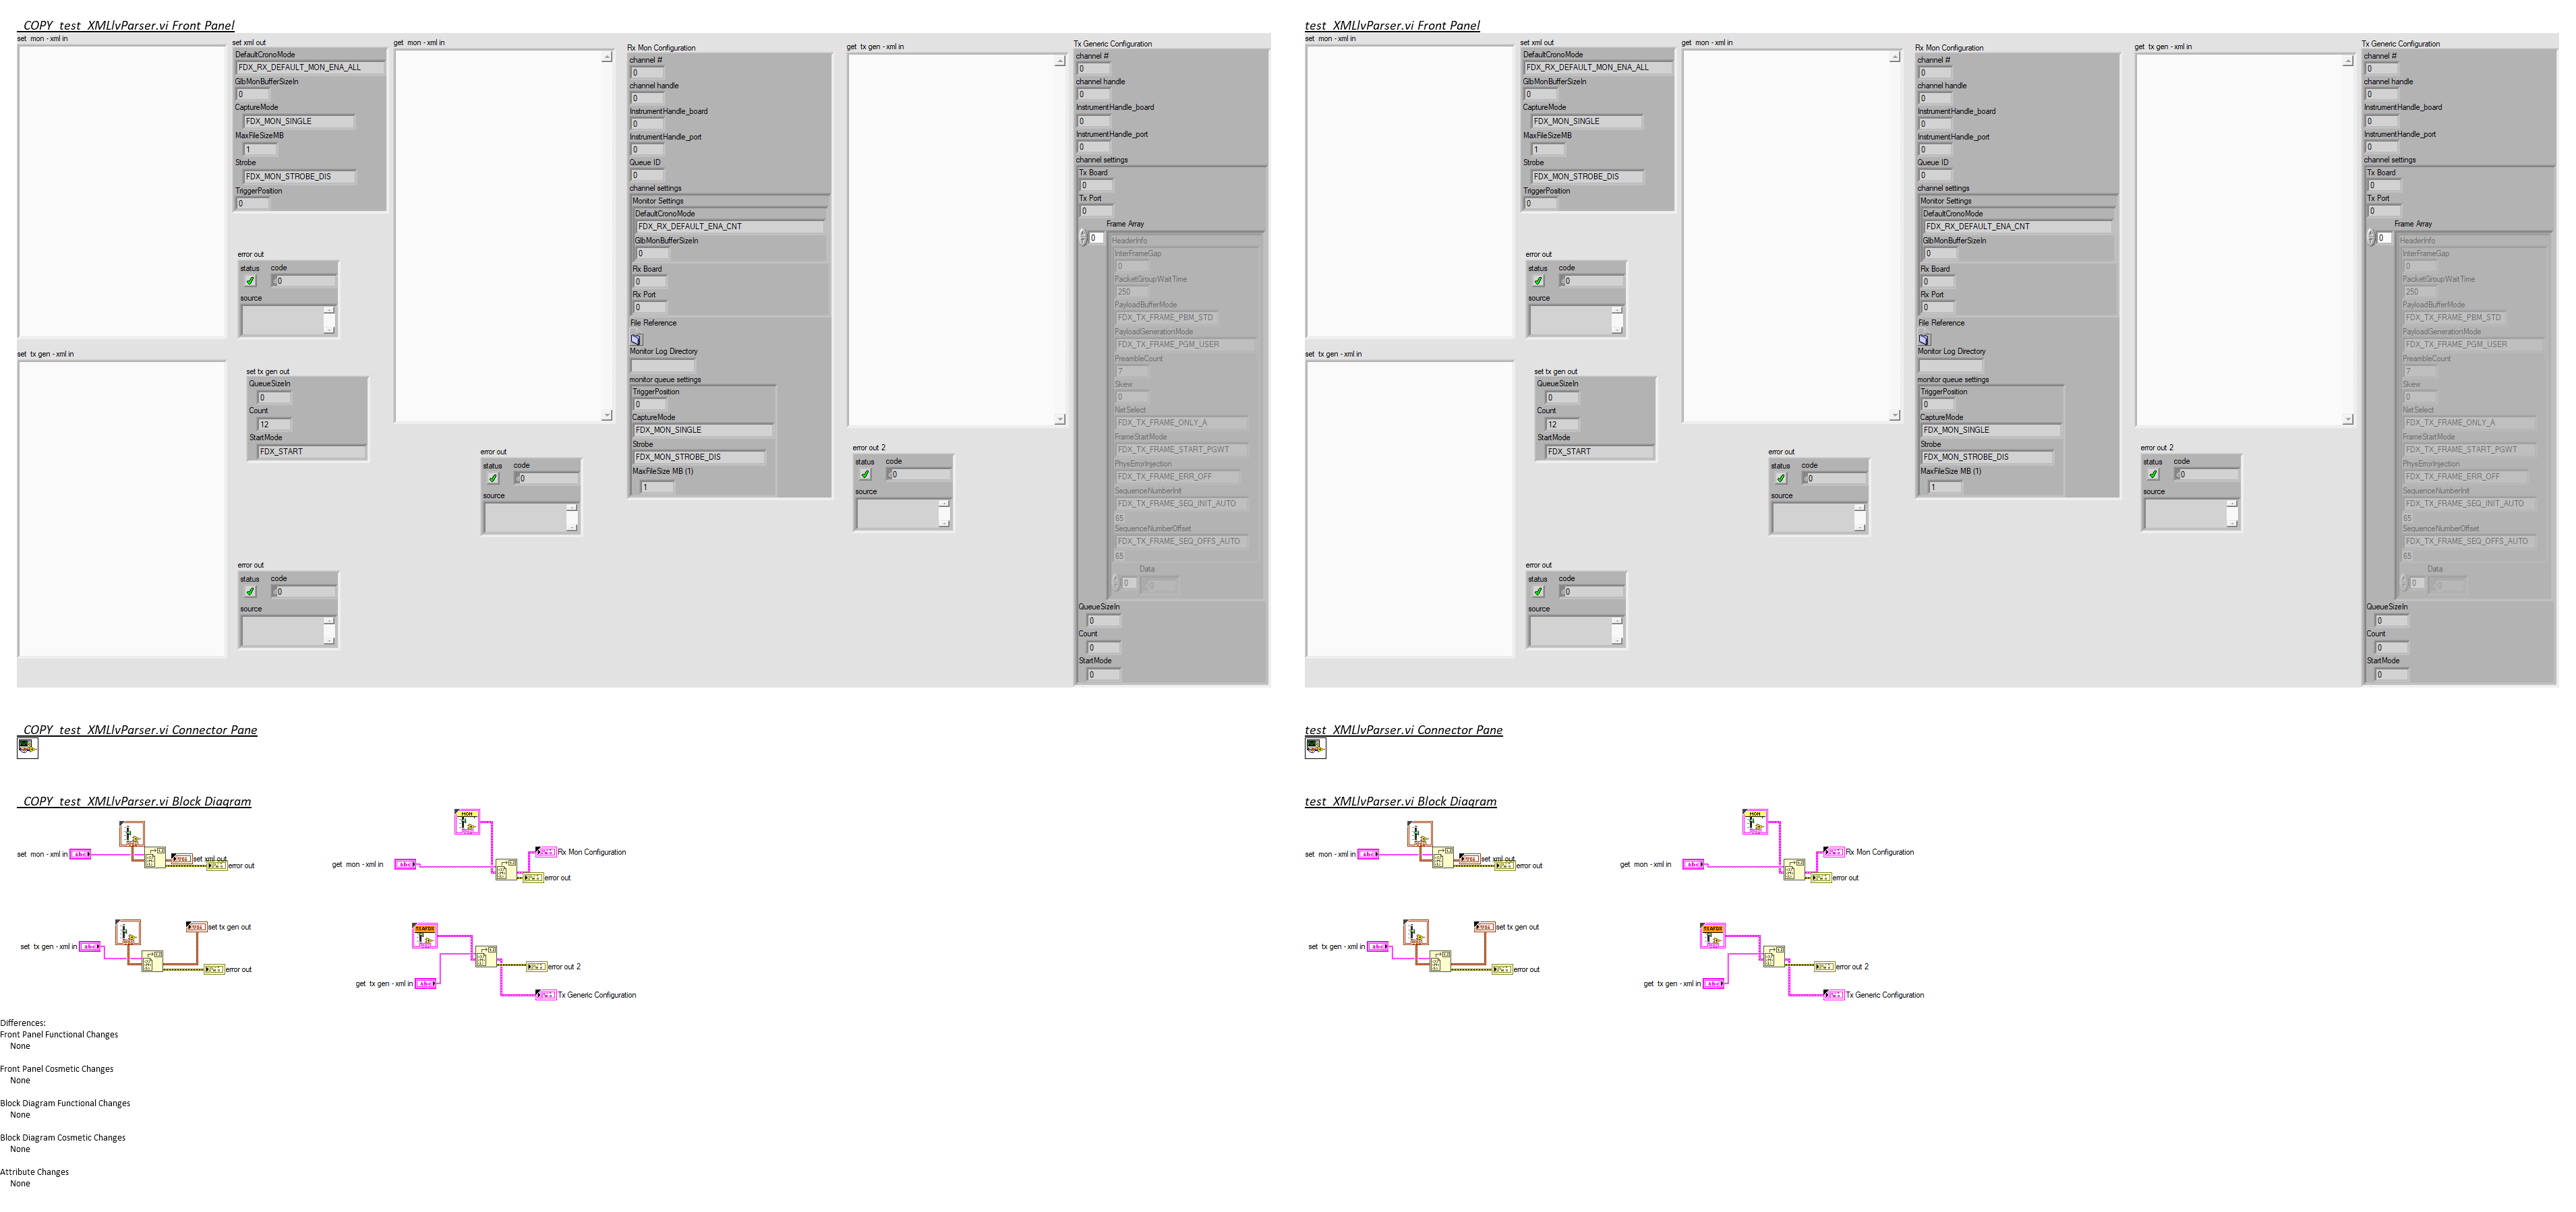 _COPY_test_XMLlvParser.vi Front Panel
set mon - xml in
set xml out
DefaultCronoMode
FDX_RX_DEFAULT_MON_ENA_ALL
GlbMonBufferSizeIn
0
CaptureMode
FDX_MON_SINGLE
MaxFileSizeMB
1
Strobe
FDX_MON_STROBE_DIS
TriggerPosition
0
error out
status code
0
source
set tx gen - xml in
set tx gen out
QueueSizeIn
0
Count
12
StartMode
FDX_START
error out
status code
0
source
get mon - xml in
error out
status code
0
source
Rx Mon Configuration
channel #
0
channel handle
0
InstrumentHandle_board
0
InstrumentHandle_port
0
Queue ID
0
channel settings
Monitor Settings
DefaultCronoMode
FDX_RX_DEFAULT_ENA_CNT
GlbMonBufferSizeIn
0
Rx Board
0
Rx Port
0
File Reference
Monitor Log Directory
monitor queue settings
TriggerPosition
0
CaptureMode
FDX_MON_SINGLE
Strobe
FDX_MON_STROBE_DIS
MaxFileSize MB (1)
1
get tx gen - xml in
error out 2
status code
0
source
Tx Generic Configuration
channel #
0
channel handle
0
InstrumentHandle_board
0
InstrumentHandle_port
0
channel settings
Tx Board
0
Tx Port
0
Frame Array
0
HeaderInfo
InterFrameGap
0
PacketGroupWaitTime
250
PayloadBufferMode
FDX_TX_FRAME_PBM_STD
PayloadGenerationMode
FDX_TX_FRAME_PGM_USER
PreambleCount
7
Skew
0
NetSelect
FDX_TX_FRAME_ONLY_A
FrameStartMode
FDX_TX_FRAME_START_PGWT
PhysErrorInjection
FDX_TX_FRAME_ERR_OFF
SequenceNumberInit
FDX_TX_FRAME_SEQ_INIT_AUTO
65
SequenceNumberOffset
FDX_TX_FRAME_SEQ_OFFS_AUTO
65
Data
0 0
QueueSizeIn
0
Count
0
StartMode
0
test_XMLlvParser.vi Front Panel
set mon - xml in
set xml out
DefaultCronoMode
FDX_RX_DEFAULT_MON_ENA_ALL
GlbMonBufferSizeIn
0
CaptureMode
FDX_MON_SINGLE
MaxFileSizeMB
1
Strobe
FDX_MON_STROBE_DIS
TriggerPosition
0
error out
status code
0
source
set tx gen - xml in
set tx gen out
QueueSizeIn
0
Count
12
StartMode
FDX_START
error out
status code
0
source
get mon - xml in
error out
status code
0
source
Rx Mon Configuration
channel #
0
channel handle
0
InstrumentHandle_board
0
InstrumentHandle_port
0
Queue ID
0
channel settings
Monitor Settings
DefaultCronoMode
FDX_RX_DEFAULT_ENA_CNT
GlbMonBufferSizeIn
0
Rx Board
0
Rx Port
0
File Reference
Monitor Log Directory
monitor queue settings
TriggerPosition
0
CaptureMode
FDX_MON_SINGLE
Strobe
FDX_MON_STROBE_DIS
MaxFileSize MB (1)
1
get tx gen - xml in
error out 2
status code
0
source
Tx Generic Configuration
channel #
0
channel handle
0
InstrumentHandle_board
0
InstrumentHandle_port
0
channel settings
Tx Board
0
Tx Port
0
Frame Array
0
HeaderInfo
InterFrameGap
0
PacketGroupWaitTime
250
PayloadBufferMode
FDX_TX_FRAME_PBM_STD
PayloadGenerationMode
FDX_TX_FRAME_PGM_USER
PreambleCount
7
Skew
0
NetSelect
FDX_TX_FRAME_ONLY_A
FrameStartMode
FDX_TX_FRAME_START_PGWT
PhysErrorInjection
FDX_TX_FRAME_ERR_OFF
SequenceNumberInit
FDX_TX_FRAME_SEQ_INIT_AUTO
65
SequenceNumberOffset
FDX_TX_FRAME_SEQ_OFFS_AUTO
65
Data
0 0
QueueSizeIn
0
Count
0
StartMode
0
_COPY_test_XMLlvParser.vi Connector Pane
test_XMLlvParser.vi Connector Pane
_COPY_test_XMLlvParser.vi Block Diagram
MON
set mon - xml in abc
set xml out
error out
get mon - xml in abc
Rx Mon Configuration
error out
set tx gen - xml in abc
set tx gen out
error out
get tx gen - xml in abc
error out 2
Tx Generic Configuration
test_XMLlvParser.vi Block Diagram
MON
set mon - xml in abc
set xml out
error out
get mon - xml in abc
Rx Mon Configuration
error out
set tx gen - xml in abc
set tx gen out
error out
get tx gen - xml in abc
error out 2
Tx Generic Configuration
Differences:
Front Panel Functional Changes
None
Front Panel Cosmetic Changes
None
Block Diagram Functional Changes
None
Block Diagram Cosmetic Changes
None
Attribute Changes
None